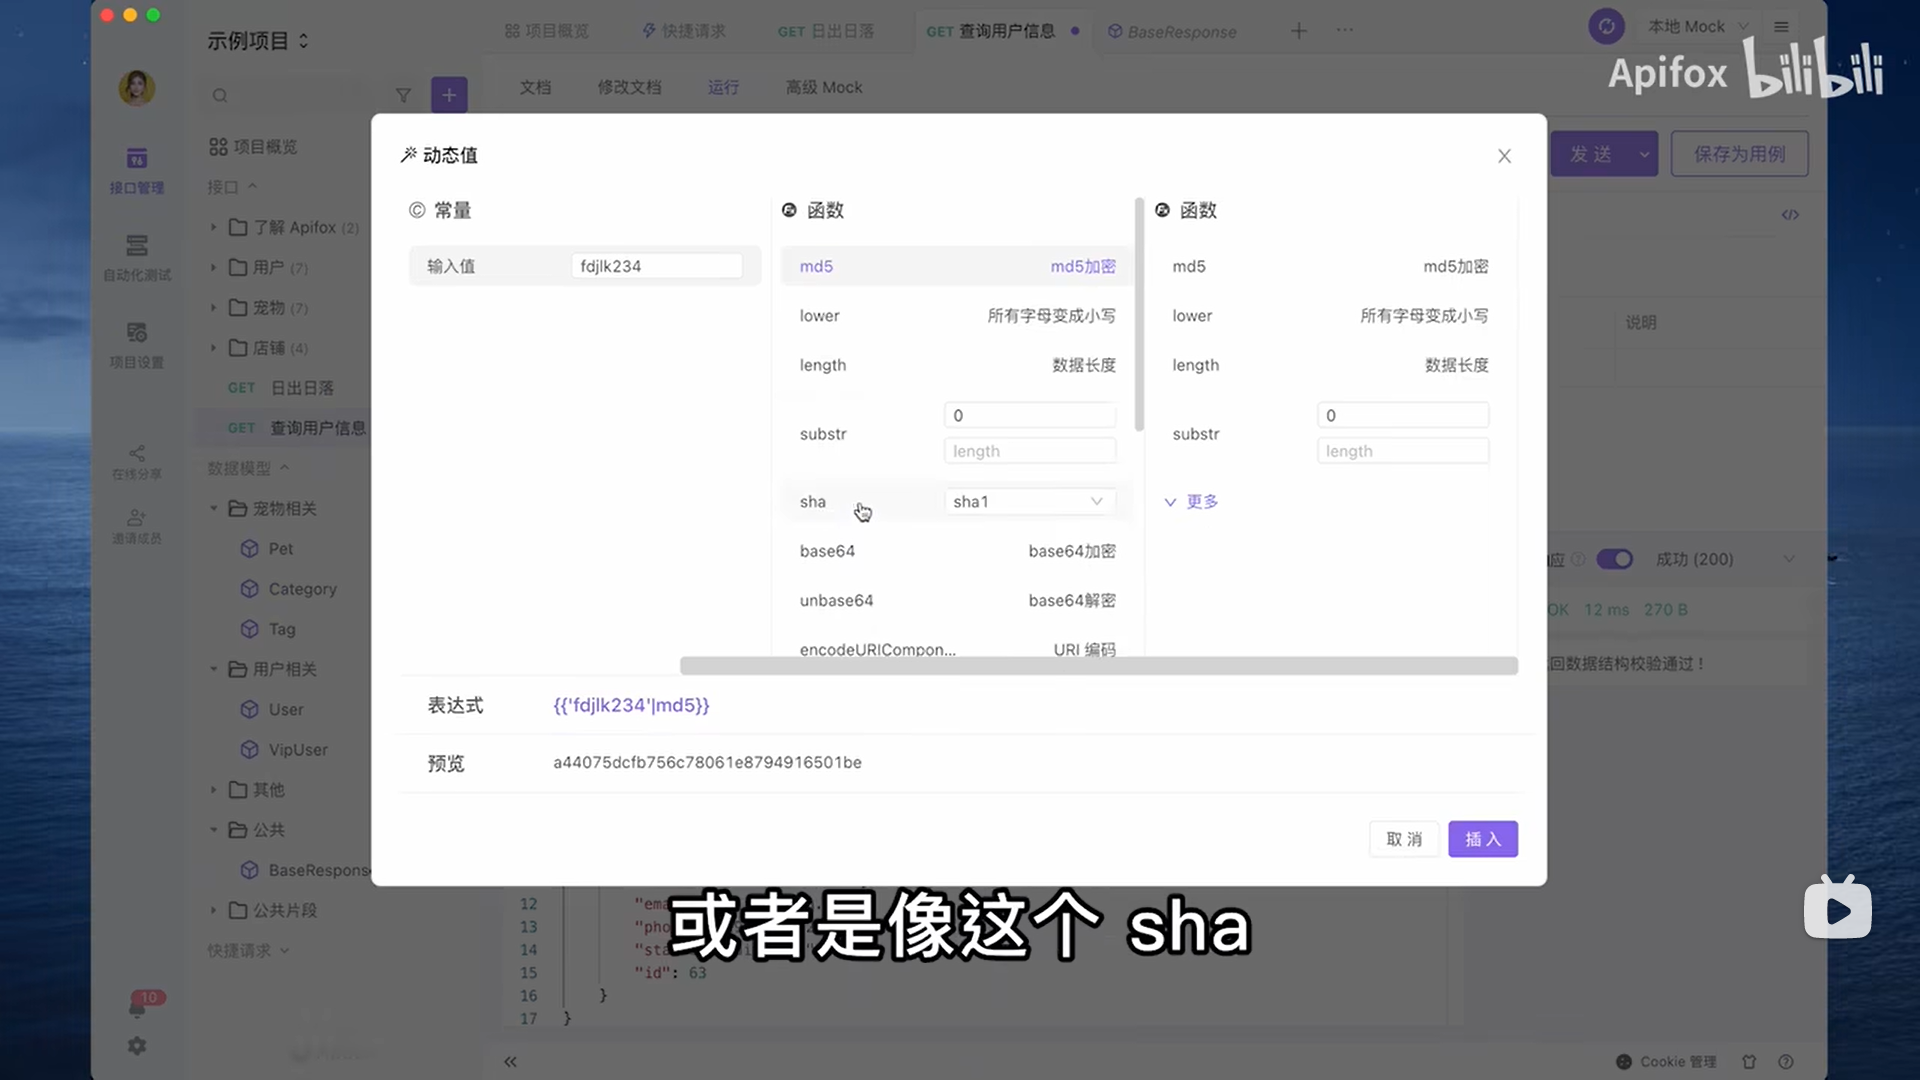 示例项目
项目概览
快捷请求
GET 日出日落
GET 查询用户信息
BaseResponse
本地 Mock
Apifox bilibili
文档
修改文档
运行
高级 Mock
发 送
保存为用例
接口管理
自动化测试
项目设置
在线分享
邀请成员
10
项目概览
接口
了解 Apifox (2)
用户 (7)
宠物 (7)
店铺 (4)
GET 日出日落
GET 查询用户信息
数据模型
宠物相关
Pet
Category
Tag
用户相关
User
VipUser
其他
公共
BaseRespons
公共片段
快捷请求
动态值
常量
输入值 fdjlk234
函数
md5 md5加密
lower 所有字母变成小写
length 数据长度
substr 0
length
sha sha1
base64 base64加密
unbase64 base64解密
encodeURICompon... URI 编码
函数
md5 md5加密
lower 所有字母变成小写
length 数据长度
substr 0
length
更多
表达式 {{'fdjlk234'|md5}}
预览 a44075dcfb756c78061e8794916501be
取 消
插 入
说明
应 成功 (200)
OK 12 ms 270 B
回数据结构校验通过！
12 "ema
13 "pho
14 "sta
15 "id": 63
16 }
17 }
或者是像这个 sha
Cookie 管理